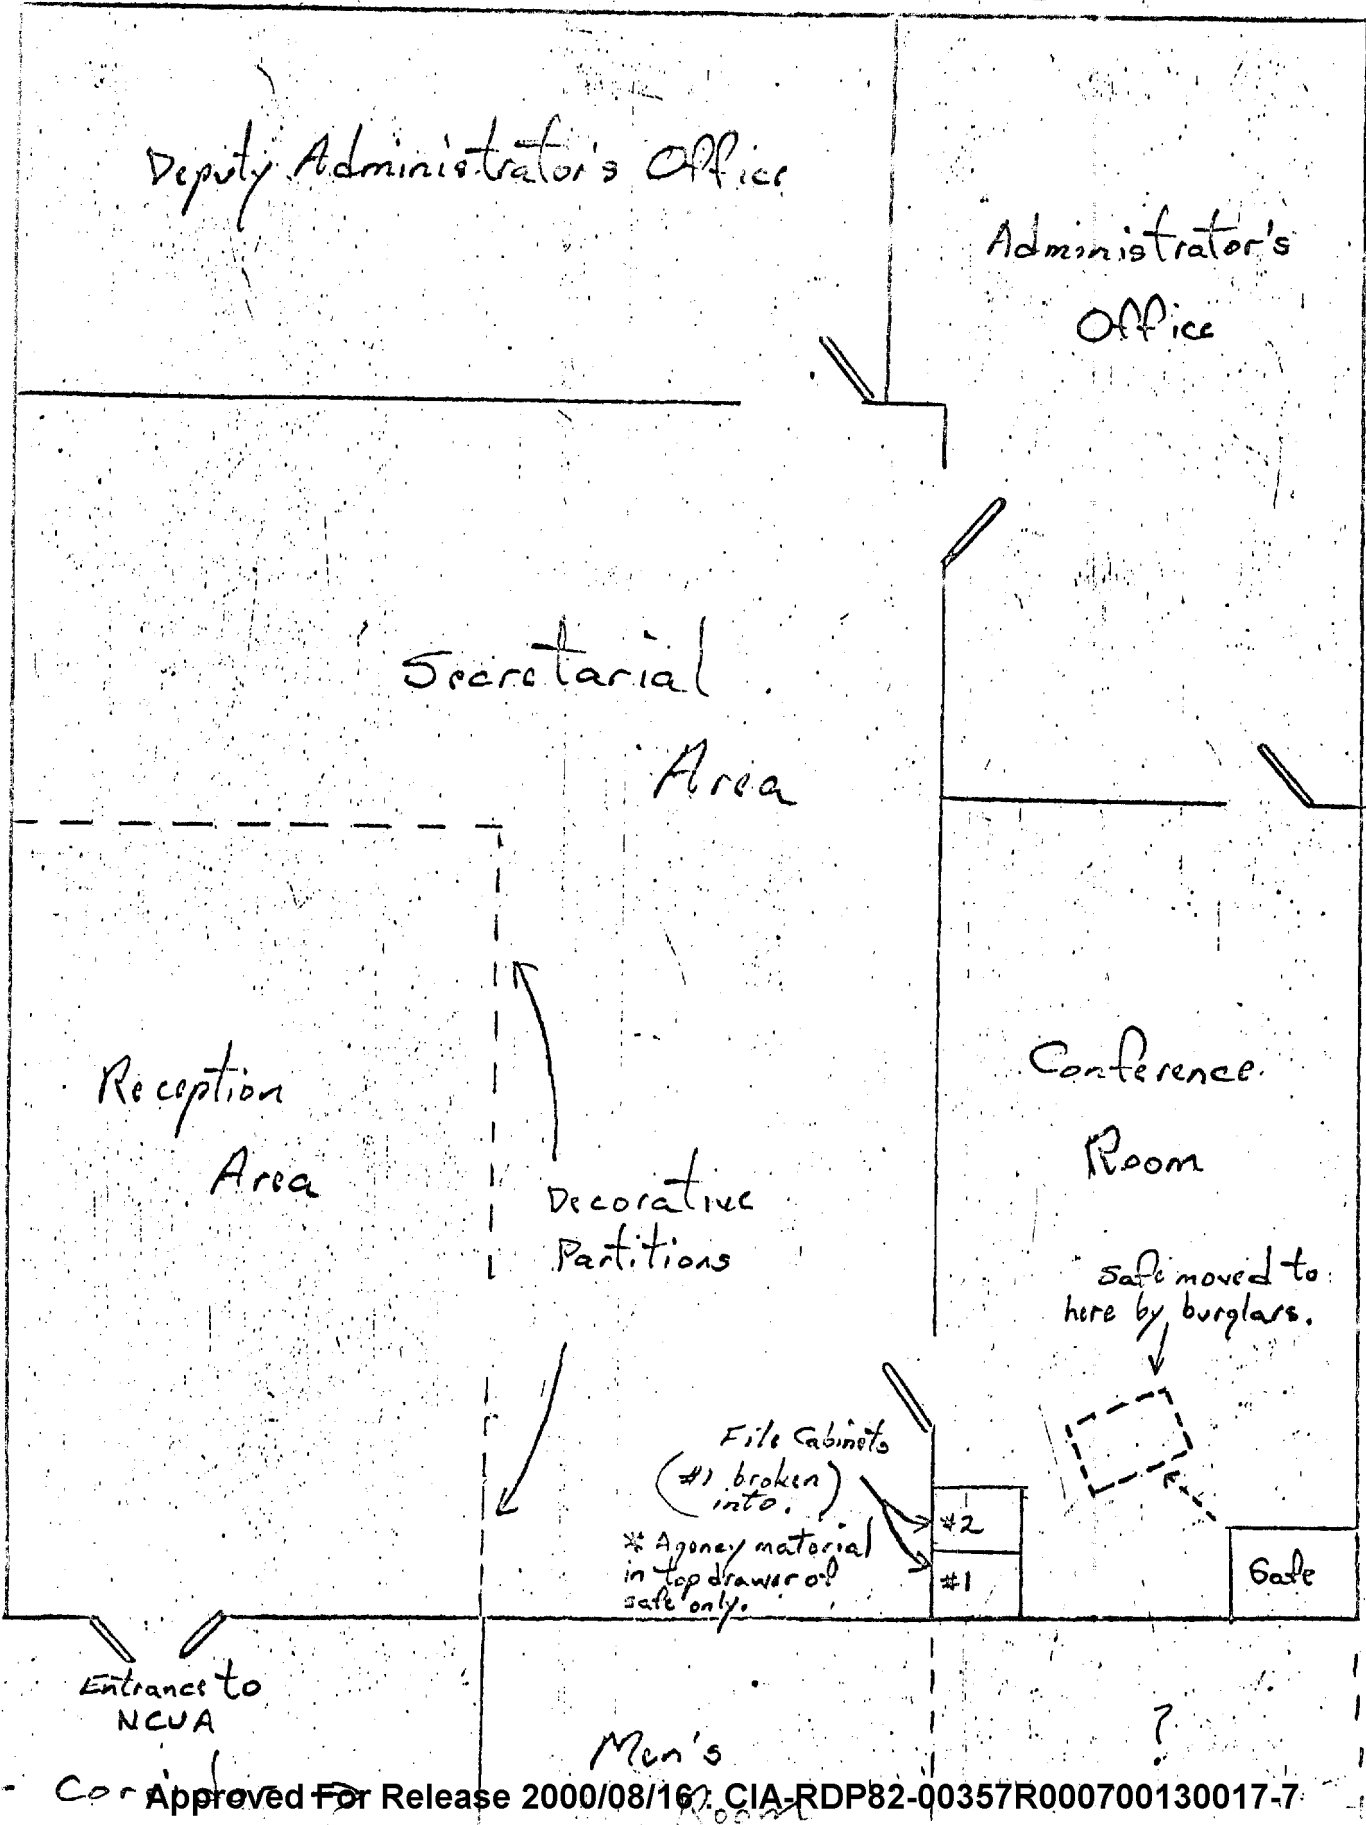 Deputy Administrator's Office
Administrator's
Office
Secretarial
Area
Reception
Area
Decorative
Partitions
Conference
Room
Safe moved to
here by burglars.
File Cabinets
(#1 broken
into.)
* Agency material
in top drawer of
safe only.
#2
#1
Safe
Entrance to
NCUA
Men's
Room
?
Approved For Release 2000/08/16 : CIA-RDP82-00357R000700130017-7